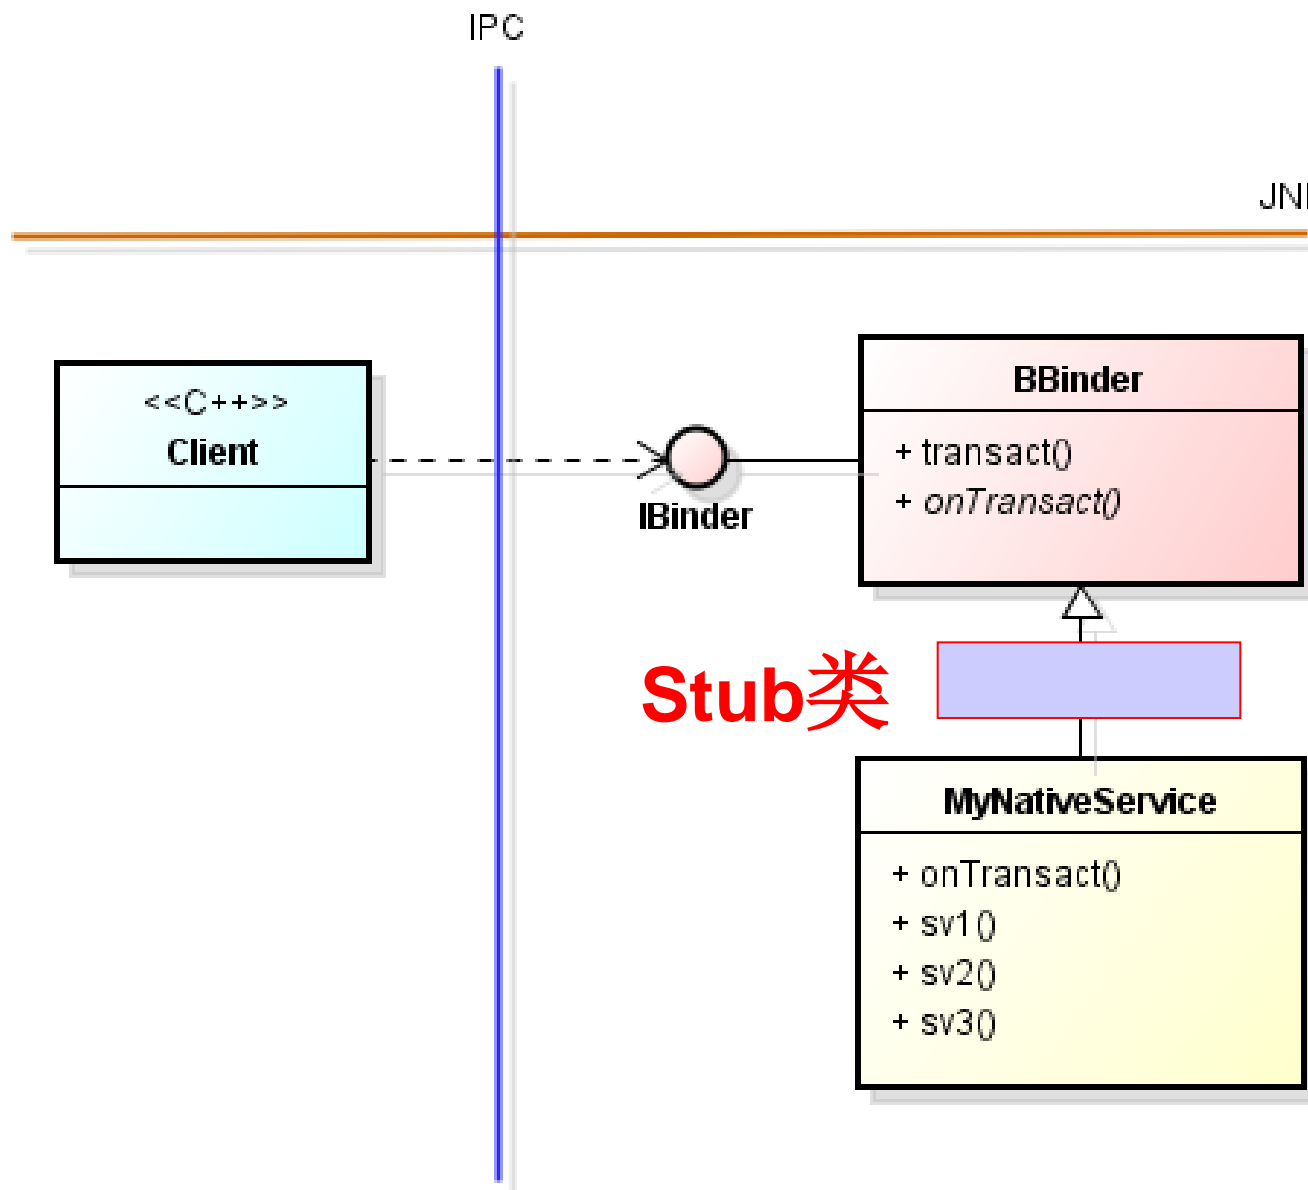 IPC
JNI
<<C++>>
Client
IBinder
BBinder
+ transact()
+ onTransact()
Stub类
MyNativeService
+ onTransact()
+ sv1()
+ sv2()
+ sv3()